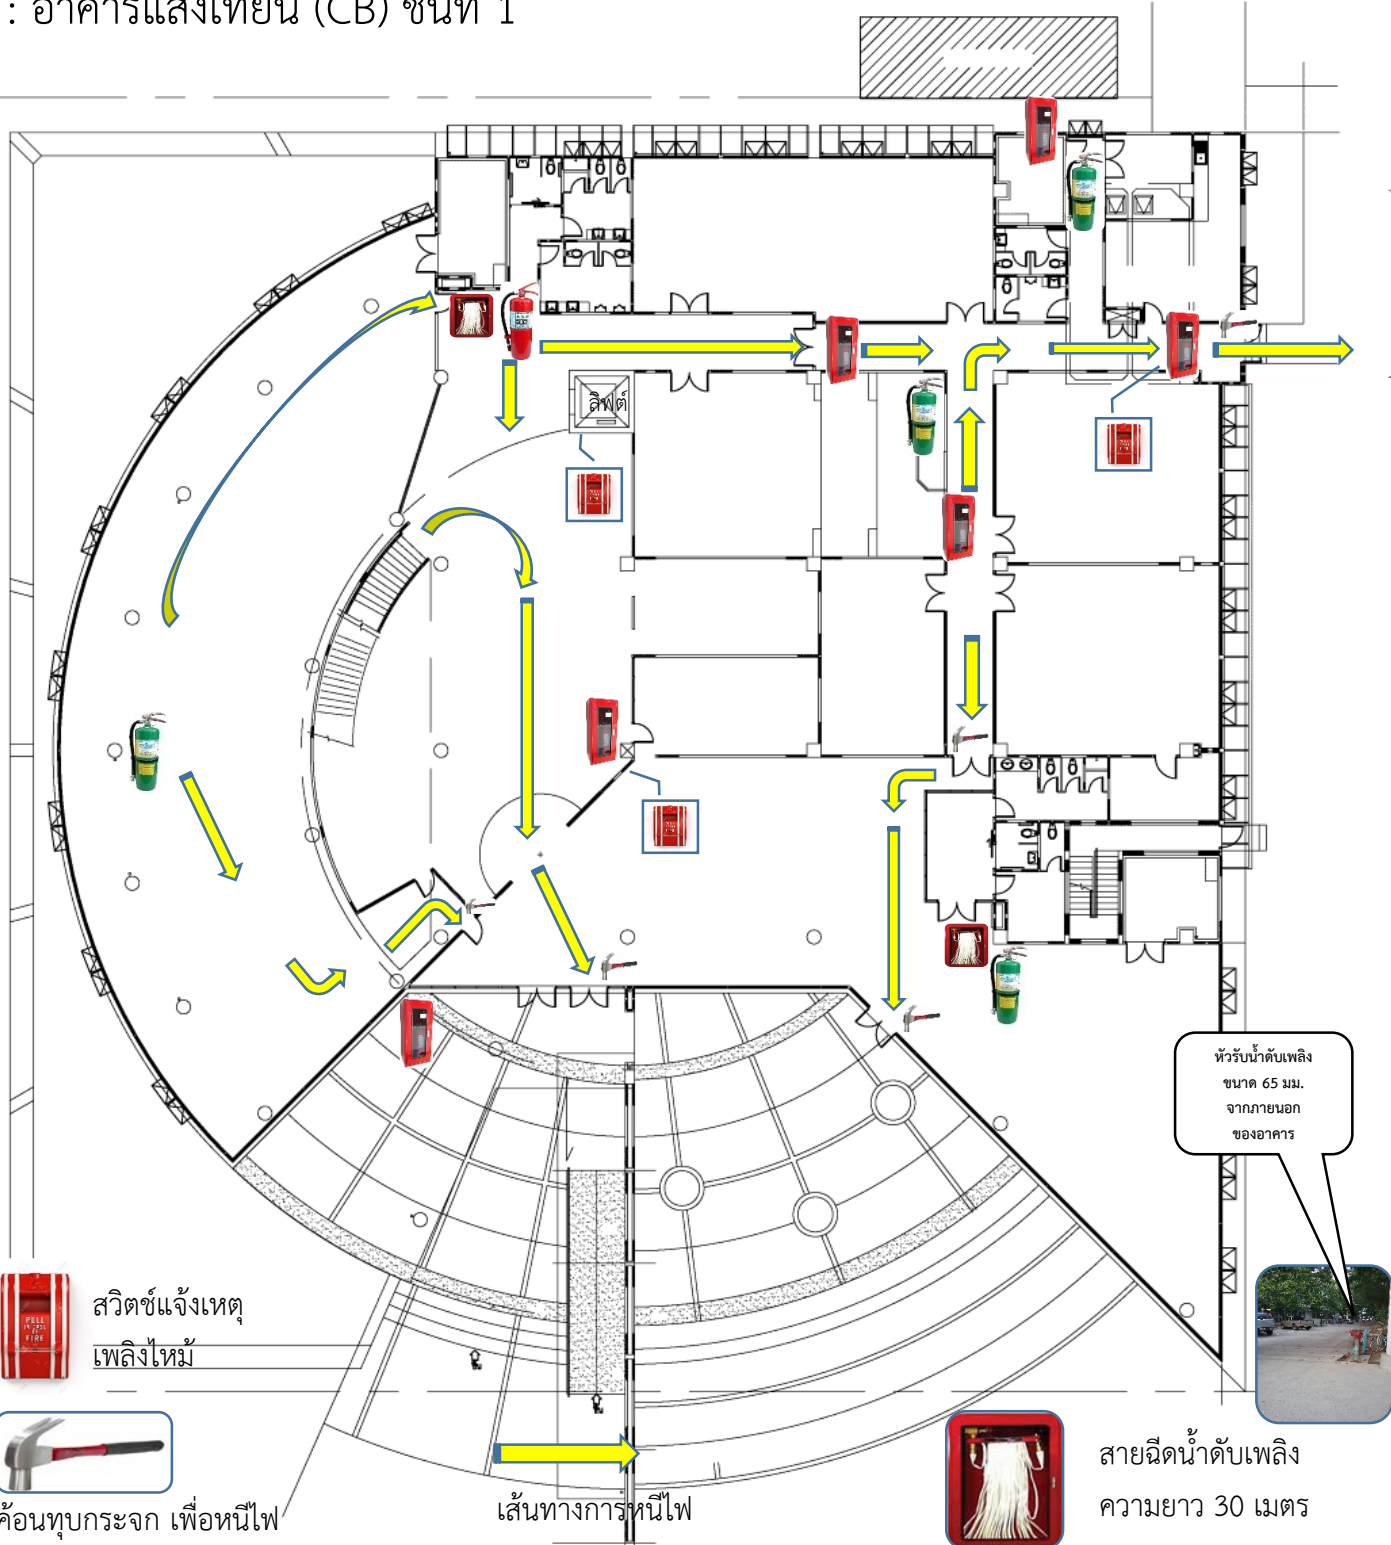 : อาคารแสงเทียน (CB) ชั้นที่ 1
ลิฟต์
หัวรับน้ำดับเพลิง
ขนาด 65 มม.
จากภายนอก
ของอาคาร
สวิตช์แจ้งเหตุ
เพลิงไหม้
PULL
FIRE
ค้อนทุบกระจก เพื่อหนีไฟ
เส้นทางการหนีไฟ
สายฉีดน้ำดับเพลิง
ความยาว 30 เมตร